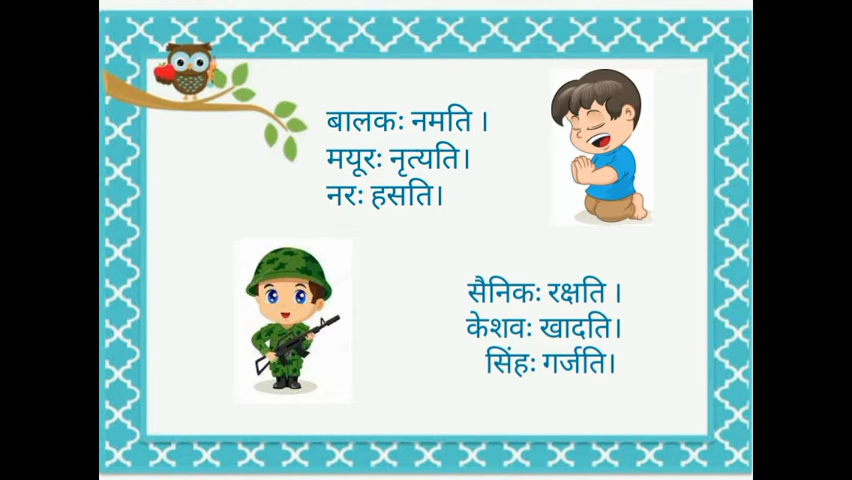 बालकः नमति ।
मयूरः नृत्यति।
नरः हसति।
सैनिकः रक्षति ।
केशवः खादति।
सिंहः गर्जति।